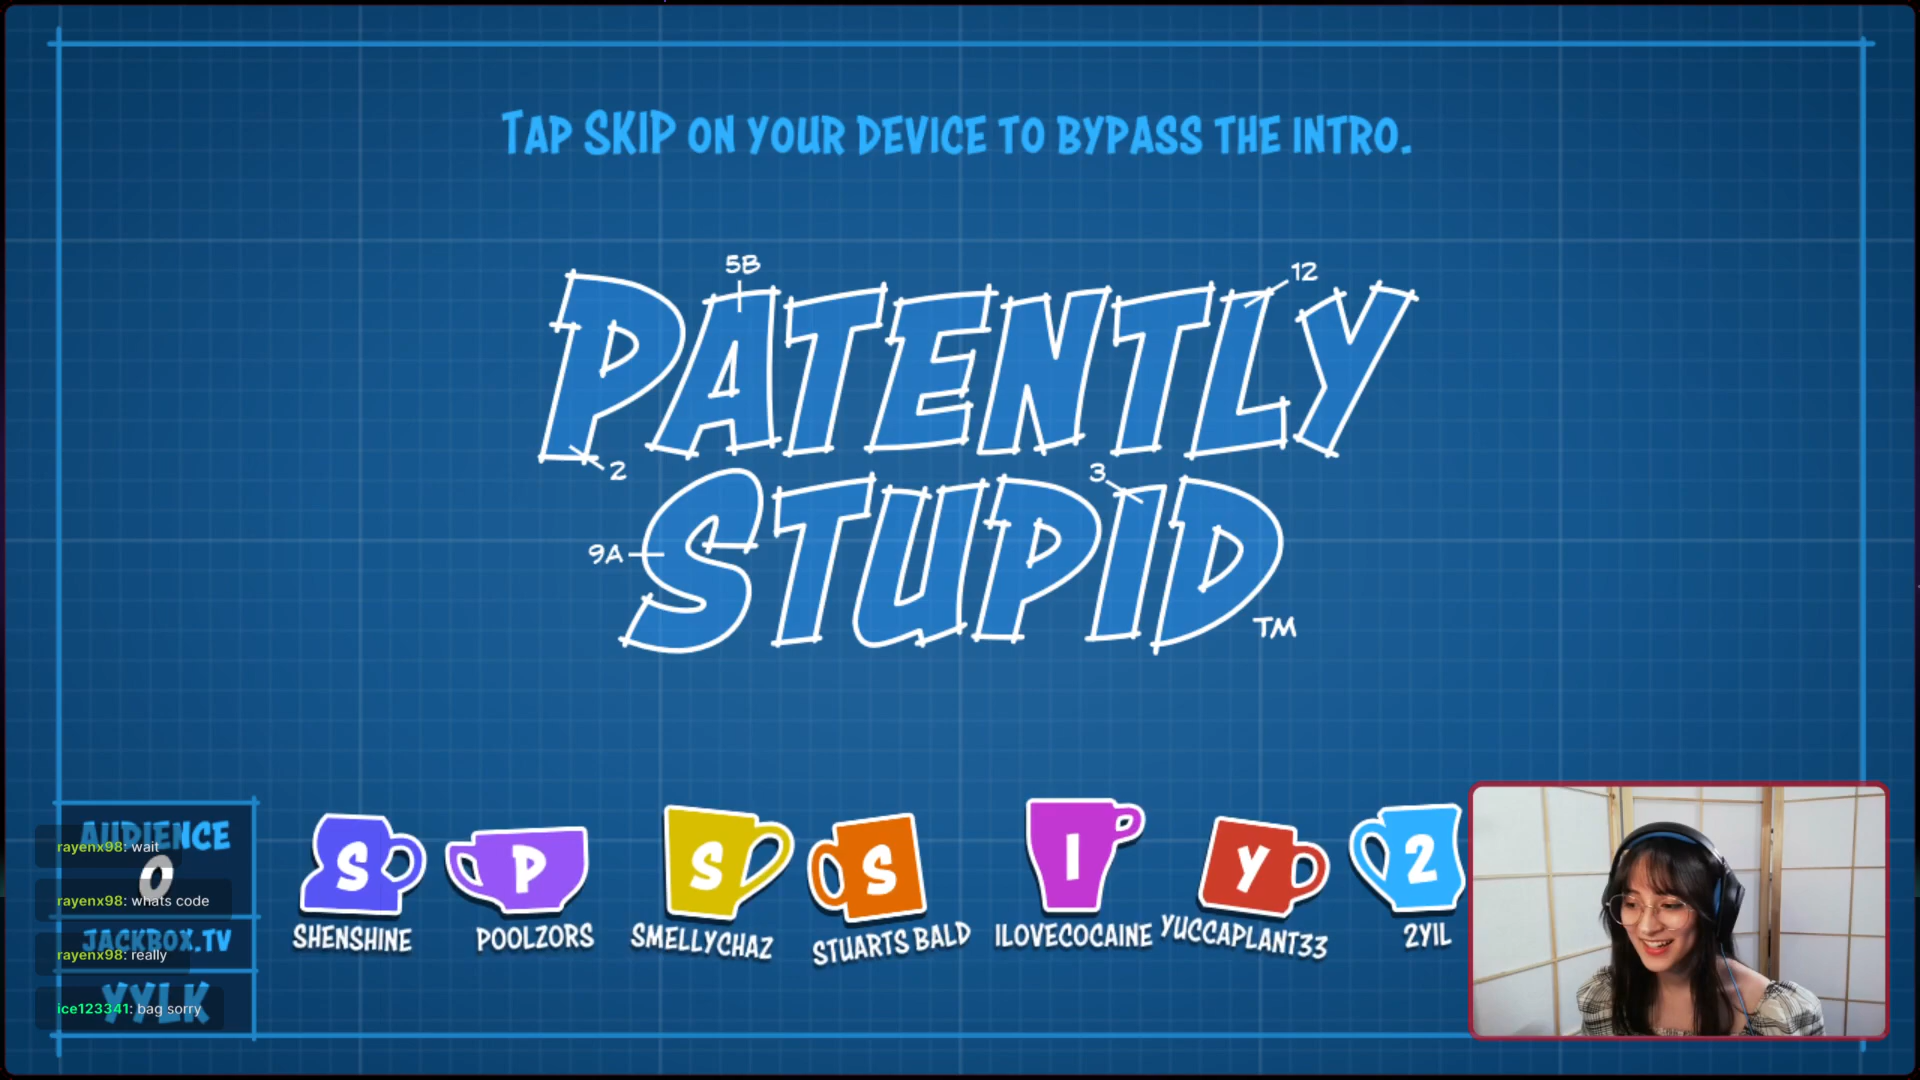 TAP SKIP ON YOUR DEVICE TO BYPASS THE INTRO.
5B
12
PATENTLY
2
3
9A
STUPID
TM
AUDIENCE
rayenx98: wait
0
rayenx98: whats code
JACKBOX.TV
rayenx98: really
YYLK
ice123341: bag sorry
S
P
S
S
I
Y
2
SHENSHINE
POOLZORS
SMELLYCHAZ
STUARTS BALD
ILOVECOCAINE
YUCCAPLANT33
2YIL